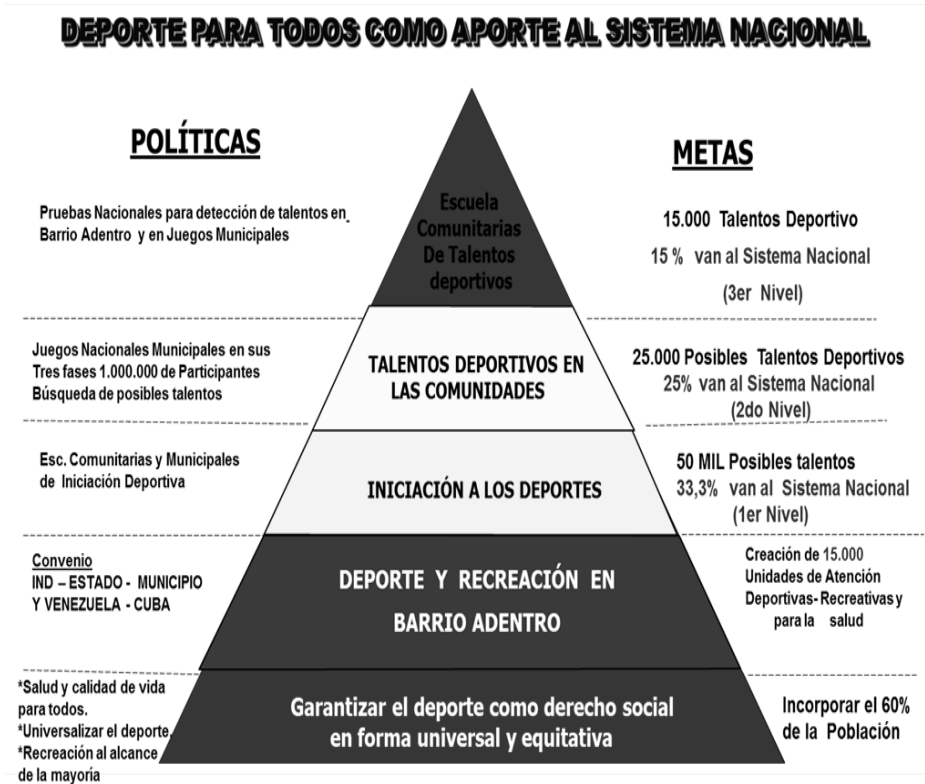 DEPORTE PARA TODOS COMO APORTE AL SISTEMA NACIONAL
POLÍTICAS
METAS
Pruebas Nacionales para detección de talentos en
Barrio Adentro y en Juegos Municipales
Escuela
Comunitarias
De Talentos
deportivos
15.000 Talentos Deportivo
15 % van al Sistema Nacional
(3er Nivel)
Juegos Nacionales Municipales en sus
Tres fases 1.000.000 de Participantes
Búsqueda de posibles talentos
TALENTOS DEPORTIVOS EN
LAS COMUNIDADES
25.000 Posibles Talentos Deportivos
25% van al Sistema Nacional
(2do Nivel)
Esc. Comunitarias y Municipales
de Iniciación Deportiva
INICIACIÓN A LOS DEPORTES
50 MIL Posibles talentos
33,3% van al Sistema Nacional
(1er Nivel)
Convenio
IND – ESTADO - MUNICIPIO
Y VENEZUELA - CUBA
DEPORTE Y RECREACIÓN EN
BARRIO ADENTRO
Creación de 15.000
Unidades de Atención
Deportivas- Recreativas y
para la salud
*Salud y calidad de vida
para todos.
*Universalizar el deporte.
*Recreación al alcance
de la mayoría
Garantizar el deporte como derecho social
en forma universal y equitativa
Incorporar el 60%
de la Población